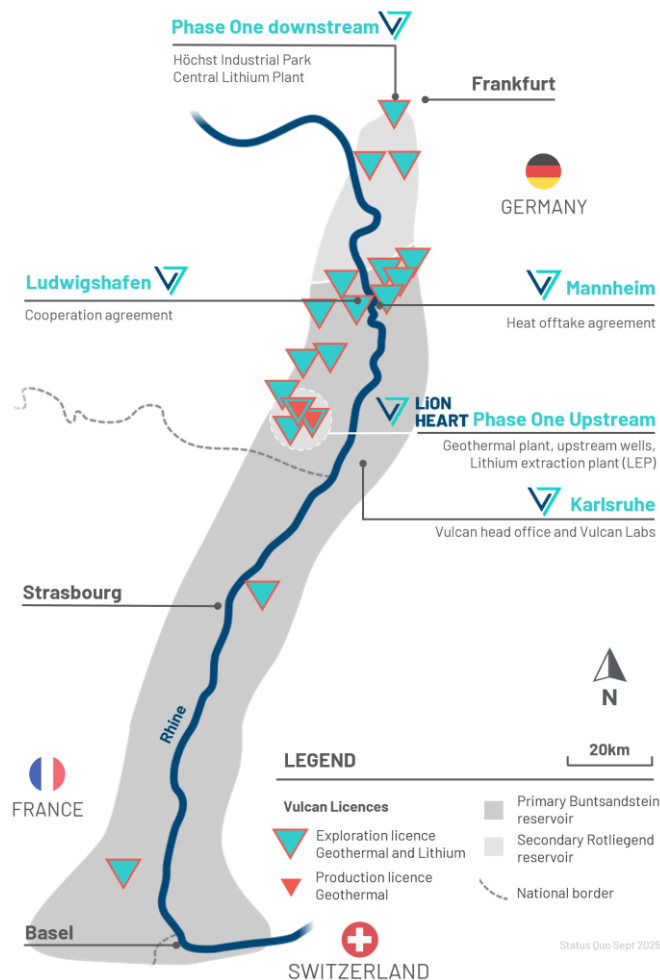 Phase One downstream
Höchst Industrial Park
Central Lithium Plant
Frankfurt
GERMANY
Ludwigshafen
Cooperation agreement
Mannheim
Heat offtake agreement
LiON
HEART
Phase One Upstream
Geothermal plant, upstream wells,
Lithium extraction plant (LEP)
Karlsruhe
Vulcan head office and Vulcan Labs
Strasbourg
N
20km
Rhine
FRANCE
LEGEND
Vulcan Licences
Exploration licence
Geothermal and Lithium
Production licence
Geothermal
Primary Buntsandstein
reservoir
Secondary Rotliegend
reservoir
National border
Basel
SWITZERLAND
Status Quo Sept 2025